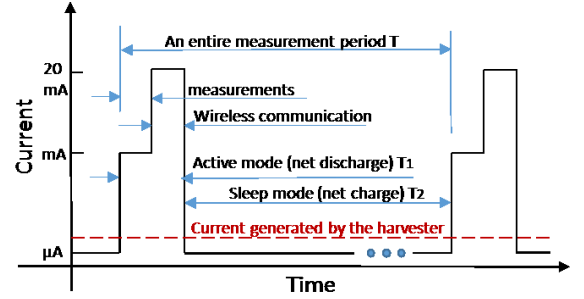 An entire measurement period T
20
mA
measurements
Wireless communication
Current
mA
Active mode (net discharge) T1
Sleep mode (net charge) T2
Current generated by the harvester
µA
Time